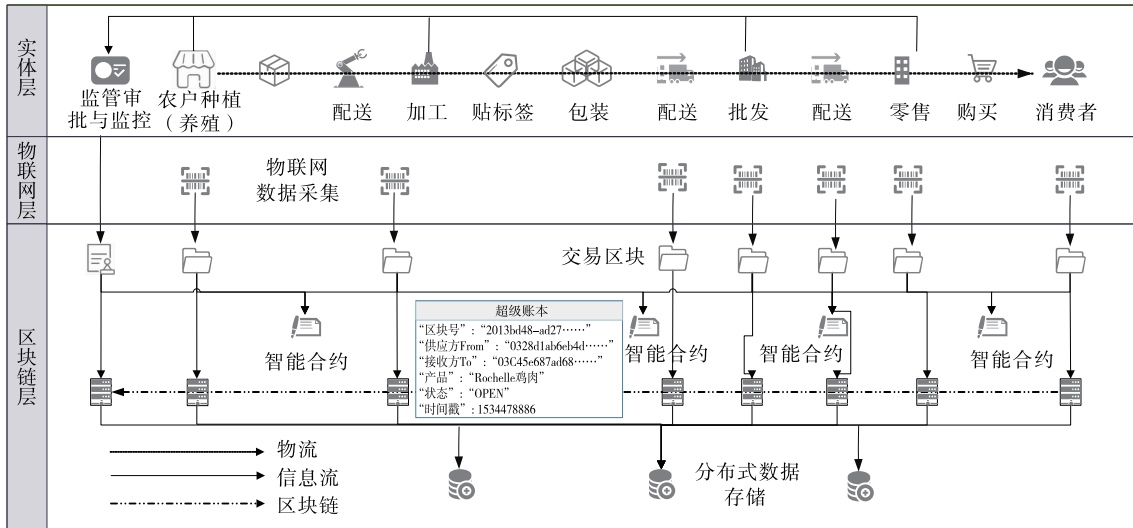 实体层
监管审
批与监控
农户种植
（养殖）
配送
加工
贴标签
包装
配送
批发
配送
零售
购买
消费者
物联网层
物联网
数据采集
区块链层
交易区块
智能合约
超级账本
“区块号”：“2013bd48-ad27……”
“供应方From”：“0328d1ab6eb4d……”
“接收方To”：“03C45e687ad68……”
“产品”：“Rochelle鸡肉”
“状态”：“OPEN”
“时间戳”：1534478886
智能合约
智能合约
智能合约
物流
信息流
区块链
分布式数据
存储